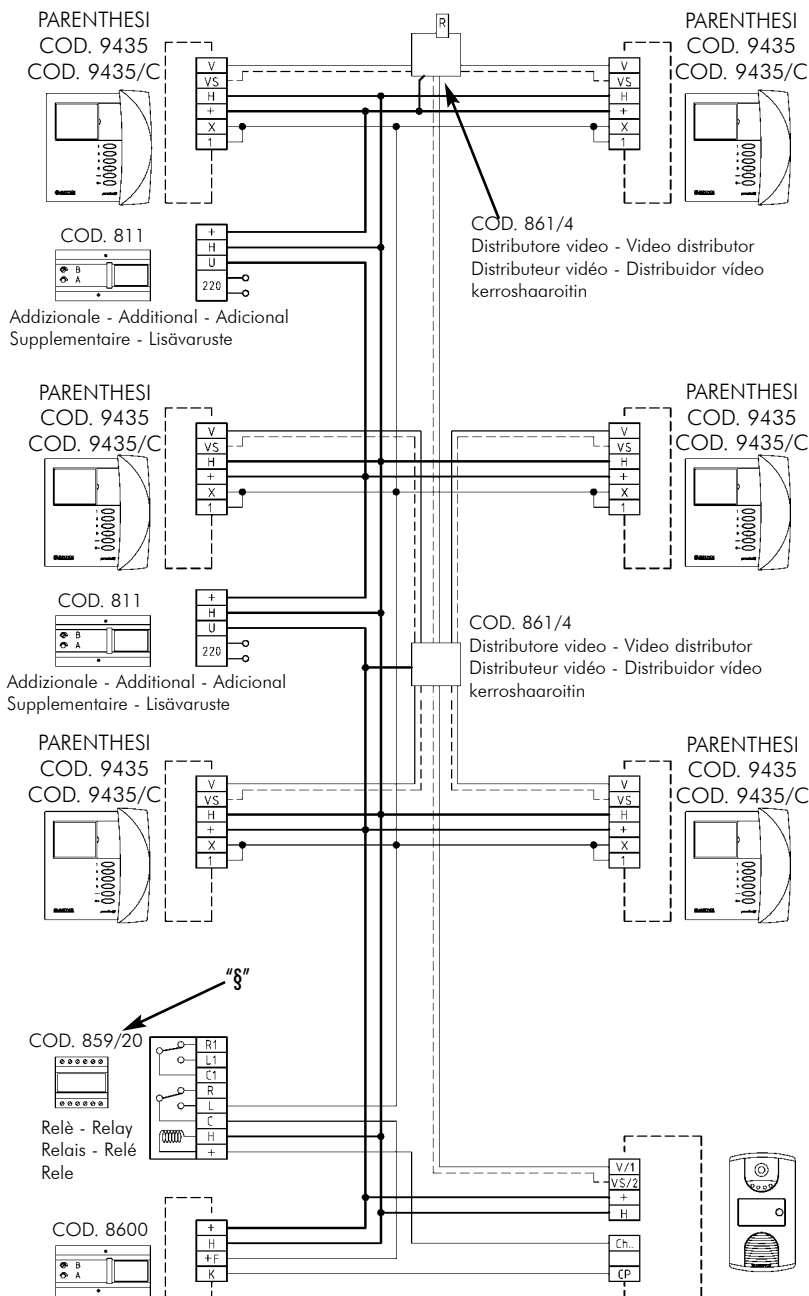 R
PARENTHESI
COD. 9435
COD. 9435/C
V
VS
H
+
X
1
V
VS
H
+
X
1
PARENTHESI
COD. 9435
COD. 9435/C
COD. 811
B
A
+
H
U
220
Addizionale - Additional - Adicional
Supplementaire - Lisävaruste
COD. 861/4
Distributore video - Video distributor
Distributeur vidéo - Distribuidor vídeo
kerroshaaroitin
PARENTHESI
COD. 9435
COD. 9435/C
V
VS
H
+
X
1
V
VS
H
+
X
1
PARENTHESI
COD. 9435
COD. 9435/C
COD. 811
B
A
+
H
U
220
Addizionale - Additional - Adicional
Supplementaire - Lisävaruste
COD. 861/4
Distributore video - Video distributor
Distributeur vidéo - Distribuidor vídeo
kerroshaaroitin
PARENTHESI
COD. 9435
COD. 9435/C
V
VS
H
+
X
1
V
VS
H
+
X
1
PARENTHESI
COD. 9435
COD. 9435/C
"§"
COD. 859/20
Relè - Relay
Relais - Relé
Rele
R1
L1
C1
R
L
C
H
+
V/1
VS/2
+
H
Ch..
CP
COD. 8600
B
A
+
H
+F
K